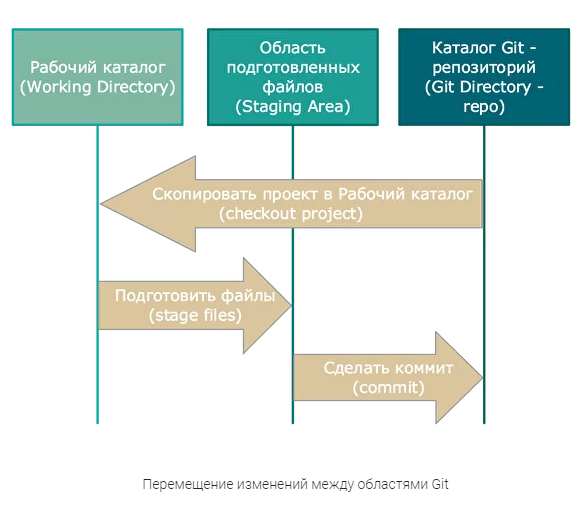 Рабочий каталог
(Working Directory)
Область
подготовленных
файлов
(Staging Area)
Каталог Git -
репозиторий
(Git Directory -
repo)
Скопировать проект в Рабочий каталог
(checkout project)
Подготовить файлы
(stage files)
Сделать коммит
(commit)
Перемещение изменений между областями Git